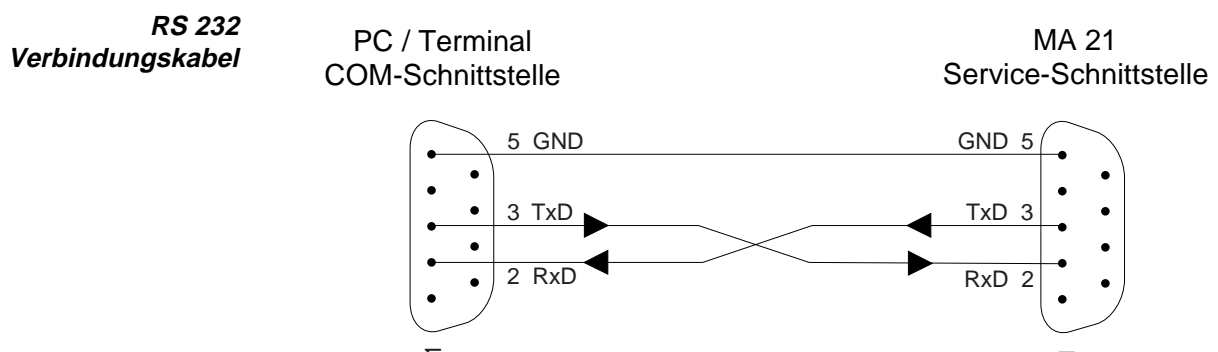 RS 232
Verbindungskabel
PC / Terminal
COM-Schnittstelle
MA 21
Service-Schnittstelle
5 GND
GND 5
3 TxD
TxD 3
2 RxD
RxD 2